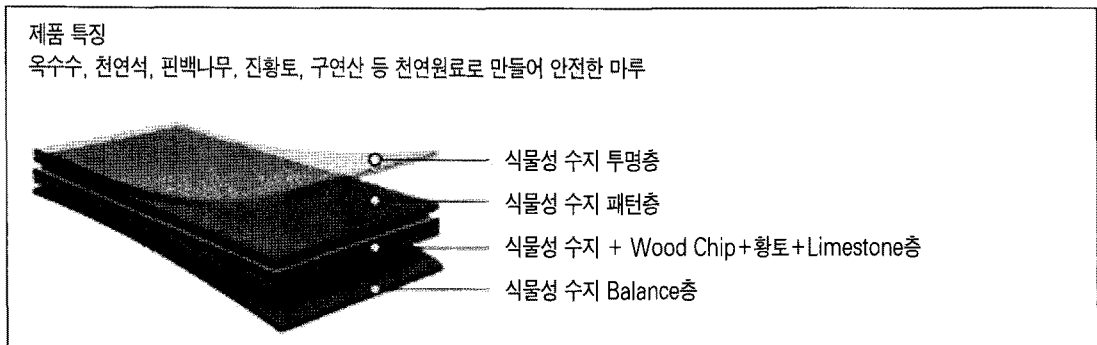 제품 특징
옥수수, 천연석, 핀백나무, 진황토, 구연산 등 천연원료로 만들어 안전한 마루
식물성 수지 투명층
식물성 수지 패턴층
식물성 수지 + Wood Chip+황토+Limestone층
식물성 수지 Balance층